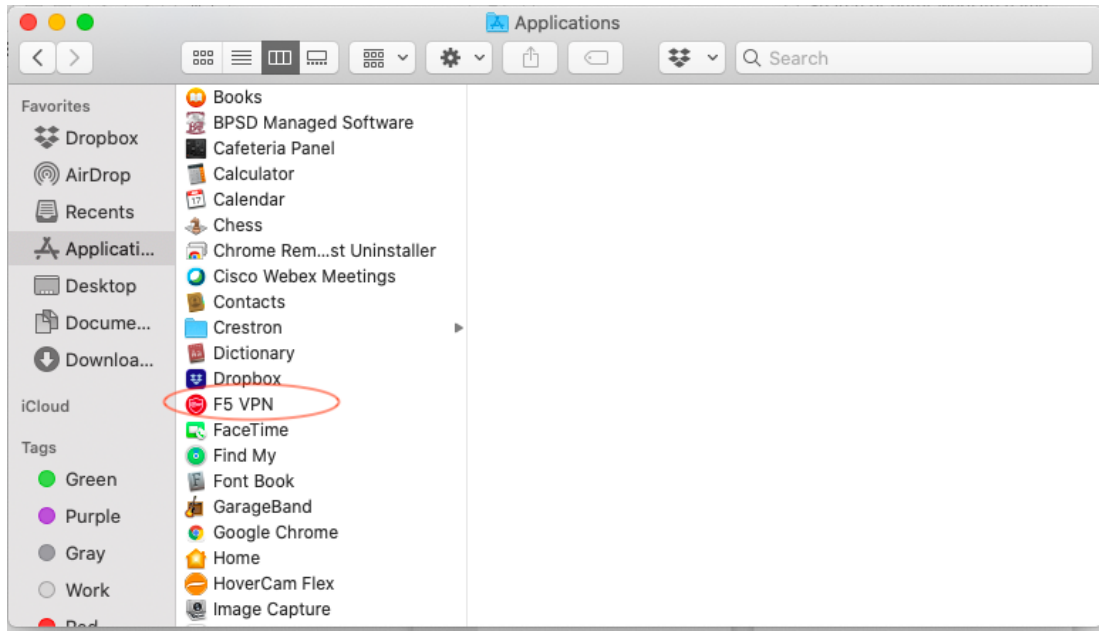 Applications
Search
Favorites
Dropbox
AirDrop
Recents
Applicati...
Desktop
Docume...
Downloa...
iCloud
Tags
Green
Purple
Gray
Work
Books
BPSD Managed Software
Cafeteria Panel
Calculator
Calendar
Chess
Chrome Rem...st Uninstaller
Cisco Webex Meetings
Contacts
Crestron
Dictionary
Dropbox
F5 VPN
FaceTime
Find My
Font Book
GarageBand
Google Chrome
Home
HoverCam Flex
Image Capture